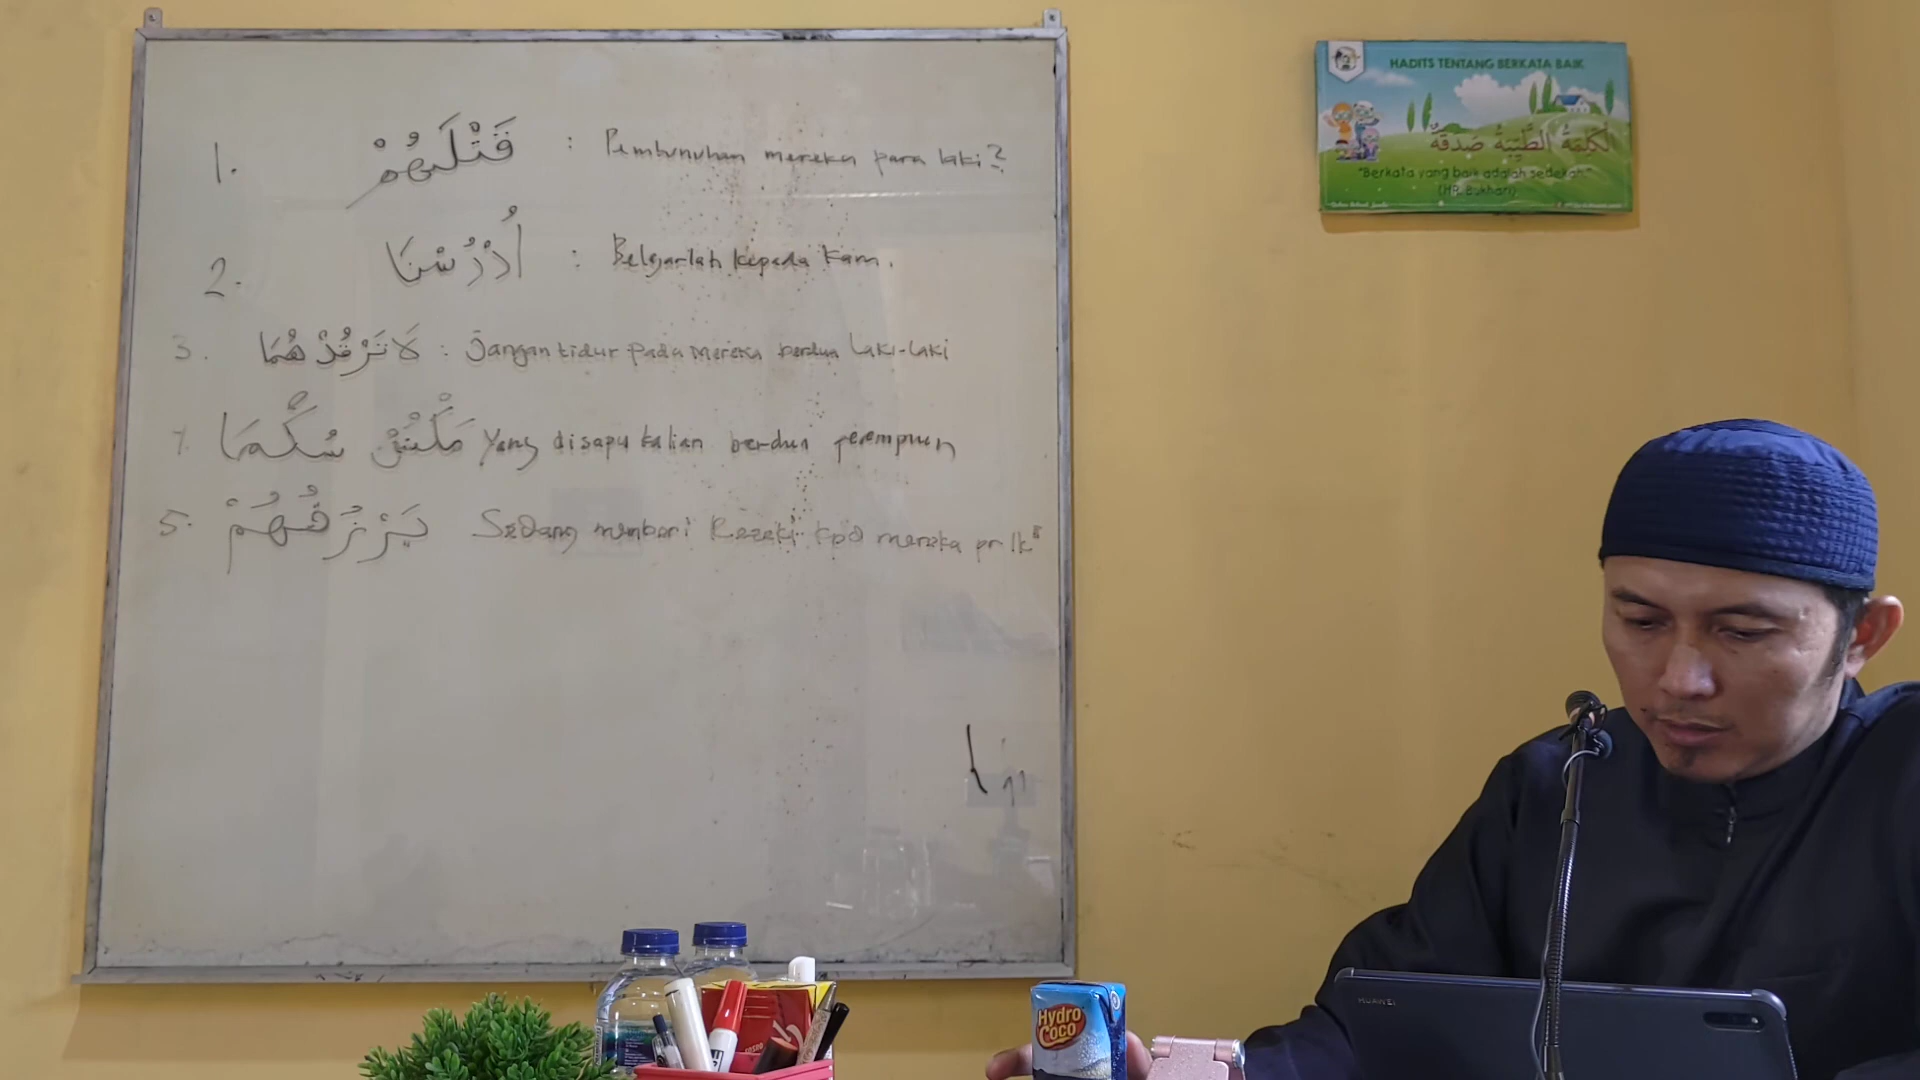 1. قَتْلَهُمْ : Pembunuhan mereka para laki2
2. اُدْرُسْنَا : Belajarlah kepada kami.
3. لَا تَرْقُدْ هُمَا : Jangan tidur pada mereka berdua Laki-Laki
4. Yang disapu kalian berdua perempuan
5. يَرْزُقُهُمْ Sedang memberi Rezeki kpd mereka pr lk²
HADITS TENTANG BERKATA BAIK
لْكَلِمَةُ الطَّيِّبَةُ صَدَقَةٌ
"Berkata yang baik adalah sedekah"
(HR. Bukhari)
Hydro
Coco
HUAWEI